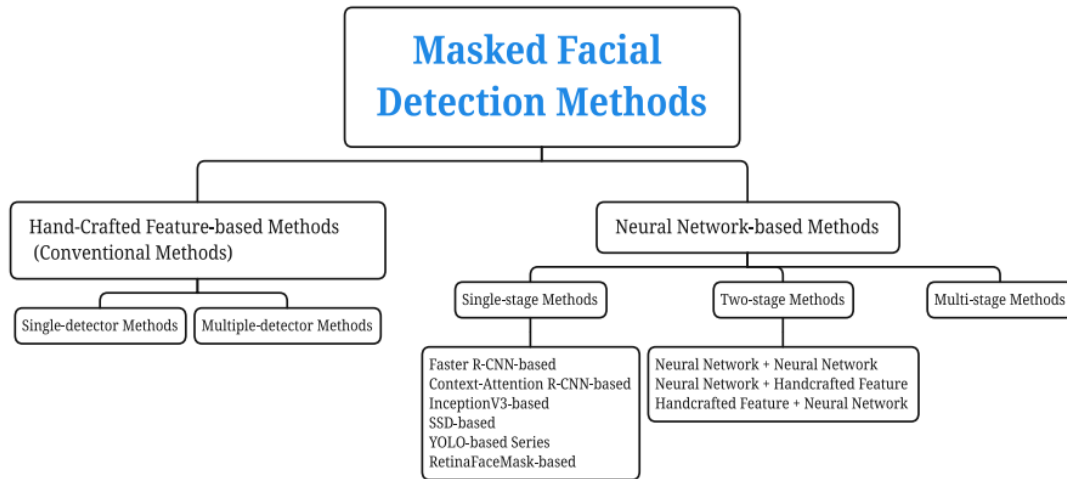 Masked Facial
Detection Methods
Hand-Crafted Feature-based Methods
(Conventional Methods)
Neural Network-based Methods
Single-detector Methods
Multiple-detector Methods
Single-stage Methods
Two-stage Methods
Multi-stage Methods
Faster R-CNN-based
Context-Attention R-CNN-based
InceptionV3-based
SSD-based
YOLO-based Series
RetinaFaceMask-based
Neural Network + Neural Network
Neural Network + Handcrafted Feature
Handcrafted Feature + Neural Network